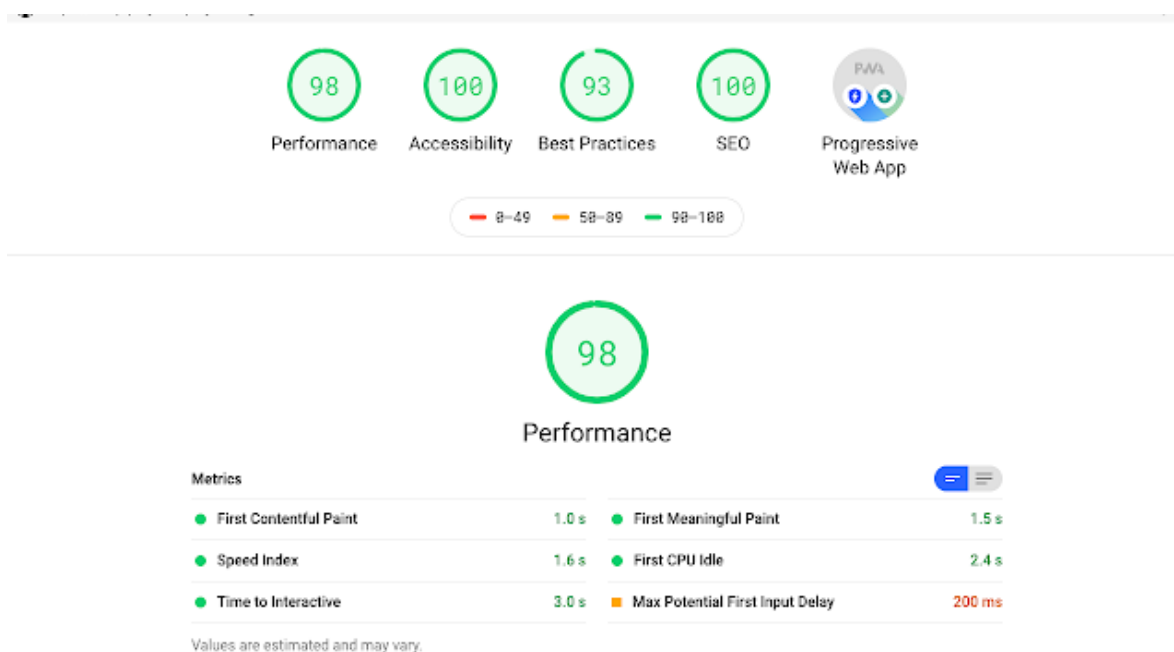 98 100 93 100 PWA
Performance Accessibility Best Practices SEO Progressive
Web App
0–49 50–89 90–100
98
Performance
Metrics
First Contentful Paint 1.0 s First Meaningful Paint 1.5 s
Speed Index 1.6 s First CPU Idle 2.4 s
Time to Interactive 3.0 s Max Potential First Input Delay 200 ms
Values are estimated and may vary.